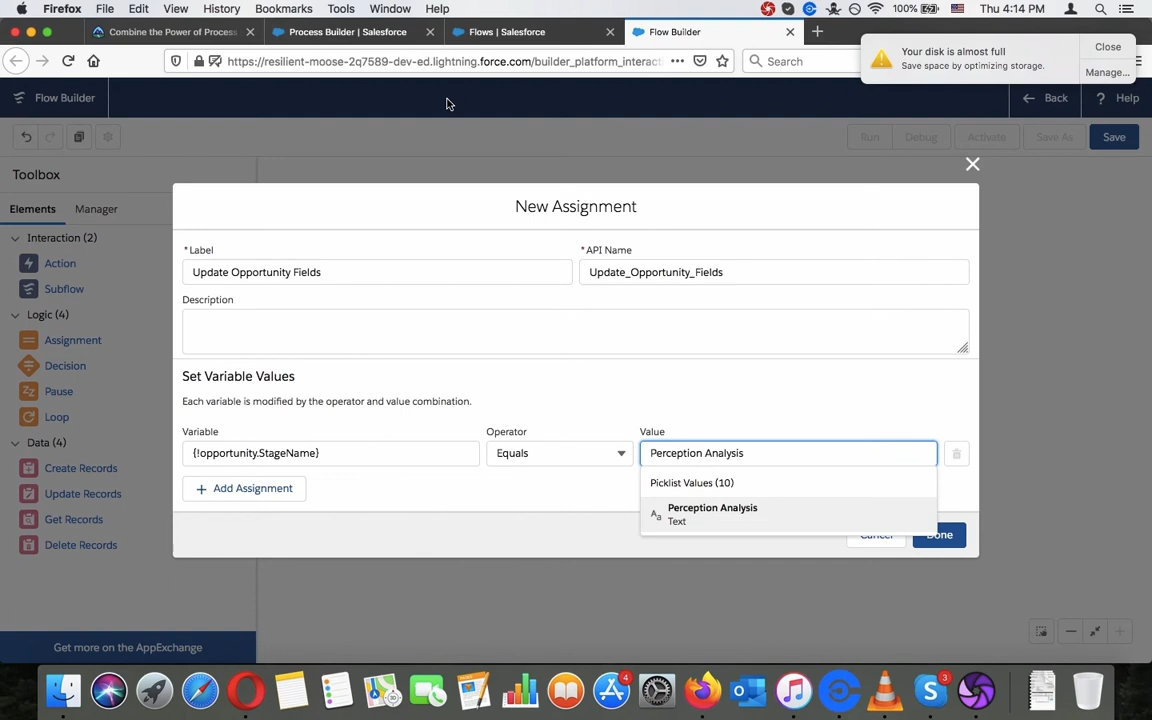 Firefox File Edit View History Bookmarks Tools Window Help 100% Thu 4:14 PM
Combine the Power of Process Process Builder | Salesforce Flows | Salesforce Flow Builder
https://resilient-moose-2q7589-dev-ed.lightning.force.com/builder_platform_interact Search
Your disk is almost full
Save space by optimizing storage.
Close
Manage...
Flow Builder Back ? Help
Run Debug Activate Save As Save
Toolbox
Elements Manager
Interaction (2)
Action
Subflow
Logic (4)
Assignment
Decision
Pause
Loop
Data (4)
Create Records
Update Records
Get Records
Delete Records
Get more on the AppExchange
New Assignment
*Label *API Name
Update Opportunity Fields Update_Opportunity_Fields
Description
Set Variable Values
Each variable is modified by the operator and value combination.
Variable Operator Value
{!opportunity.StageName} Equals Perception Analysis
+ Add Assignment
Picklist Values (10)
Aa Perception Analysis
Text
Cancel Done
4
3